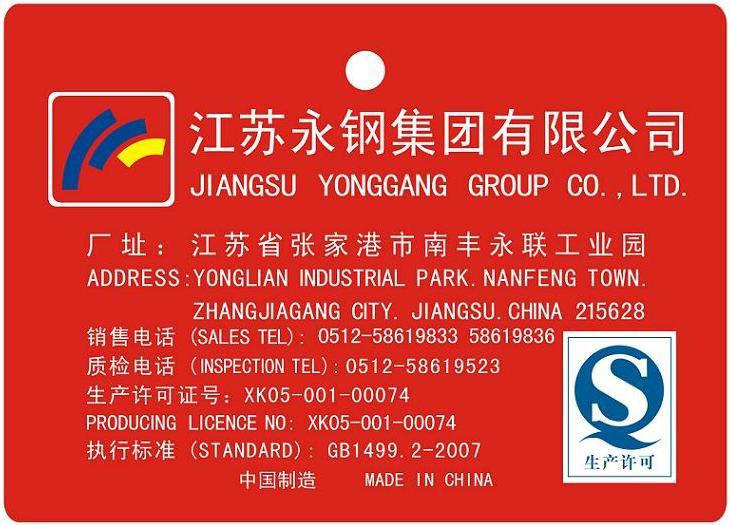 江苏永钢集团有限公司
JIANGSU YONGGANG GROUP CO.,LTD.
厂址：江苏省张家港市南丰永联工业园
ADDRESS:YONGLIAN INDUSTRIAL PARK.NANFENG TOWN.
ZHANGJIAGANG CITY. JIANGSU.CHINA 215628
销售电话 (SALES TEL): 0512-58619833 58619836
质检电话 (INSPECTION TEL):0512-58619523
生产许可证号: XK05-001-00074
PRODUCING LICENCE NO: XK05-001-00074
执行标准 (STANDARD): GB1499.2-2007
中国制造 MADE IN CHINA
QS
生产许可